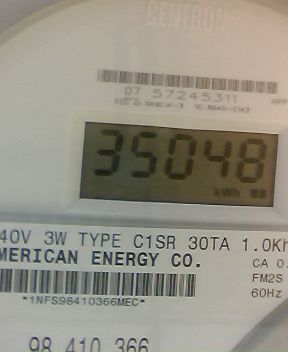 CENTRON
07 57245311
35048
kWh
40V 3W TYPE C1SR 30TA 1.0Kh
MERICAN ENERGY CO.
CA 0.
FM2S
60Hz
*1NFS98410366MEC*
98 410 366